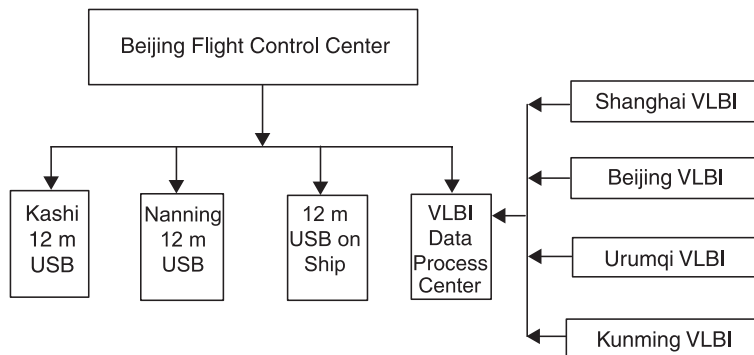 Beijing Flight Control Center
Kashi
12 m
USB
Nanning
12 m
USB
12 m
USB on
Ship
VLBI
Data
Process
Center
Shanghai VLBI
Beijing VLBI
Urumqi VLBI
Kunming VLBI